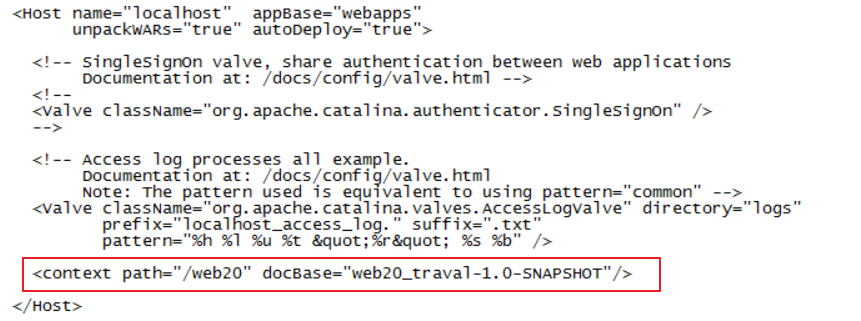 <Host name="localhost"  appBase="webapps"
unpackWARs="true" autoDeploy="true">
<!-- SingleSignOn valve, share authentication between web applications
Documentation at: /docs/config/valve.html -->
<!--
<Valve className="org.apache.catalina.authenticator.SingleSignOn" />
-->
<!-- Access log processes all example.
Documentation at: /docs/config/valve.html
Note: The pattern used is equivalent to using pattern="common" -->
<Valve className="org.apache.catalina.valves.AccessLogValve" directory="logs"
prefix="localhost_access_log." suffix=".txt"
pattern="%h %l %u %t &quot;%r&quot; %s %b" />
<context path="/web20" docBase="web20_traval-1.0-SNAPSHOT"/>
</Host>